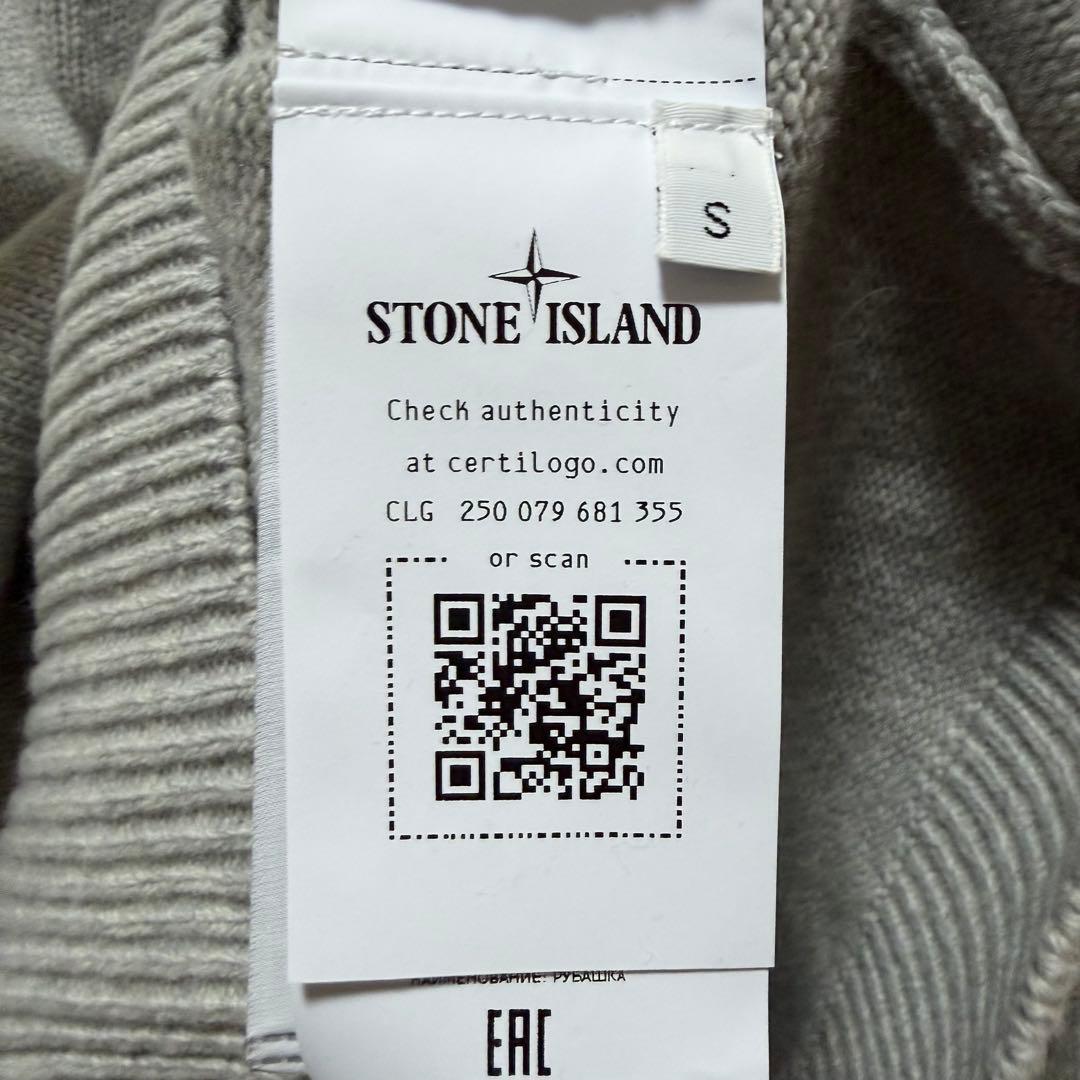 S
STONE ISLAND
Check authenticity
at certilogo.com
CLG 250 079 681 355
or scan
НАИМЕНОВАНИЕ: РУБАШКА
EAC